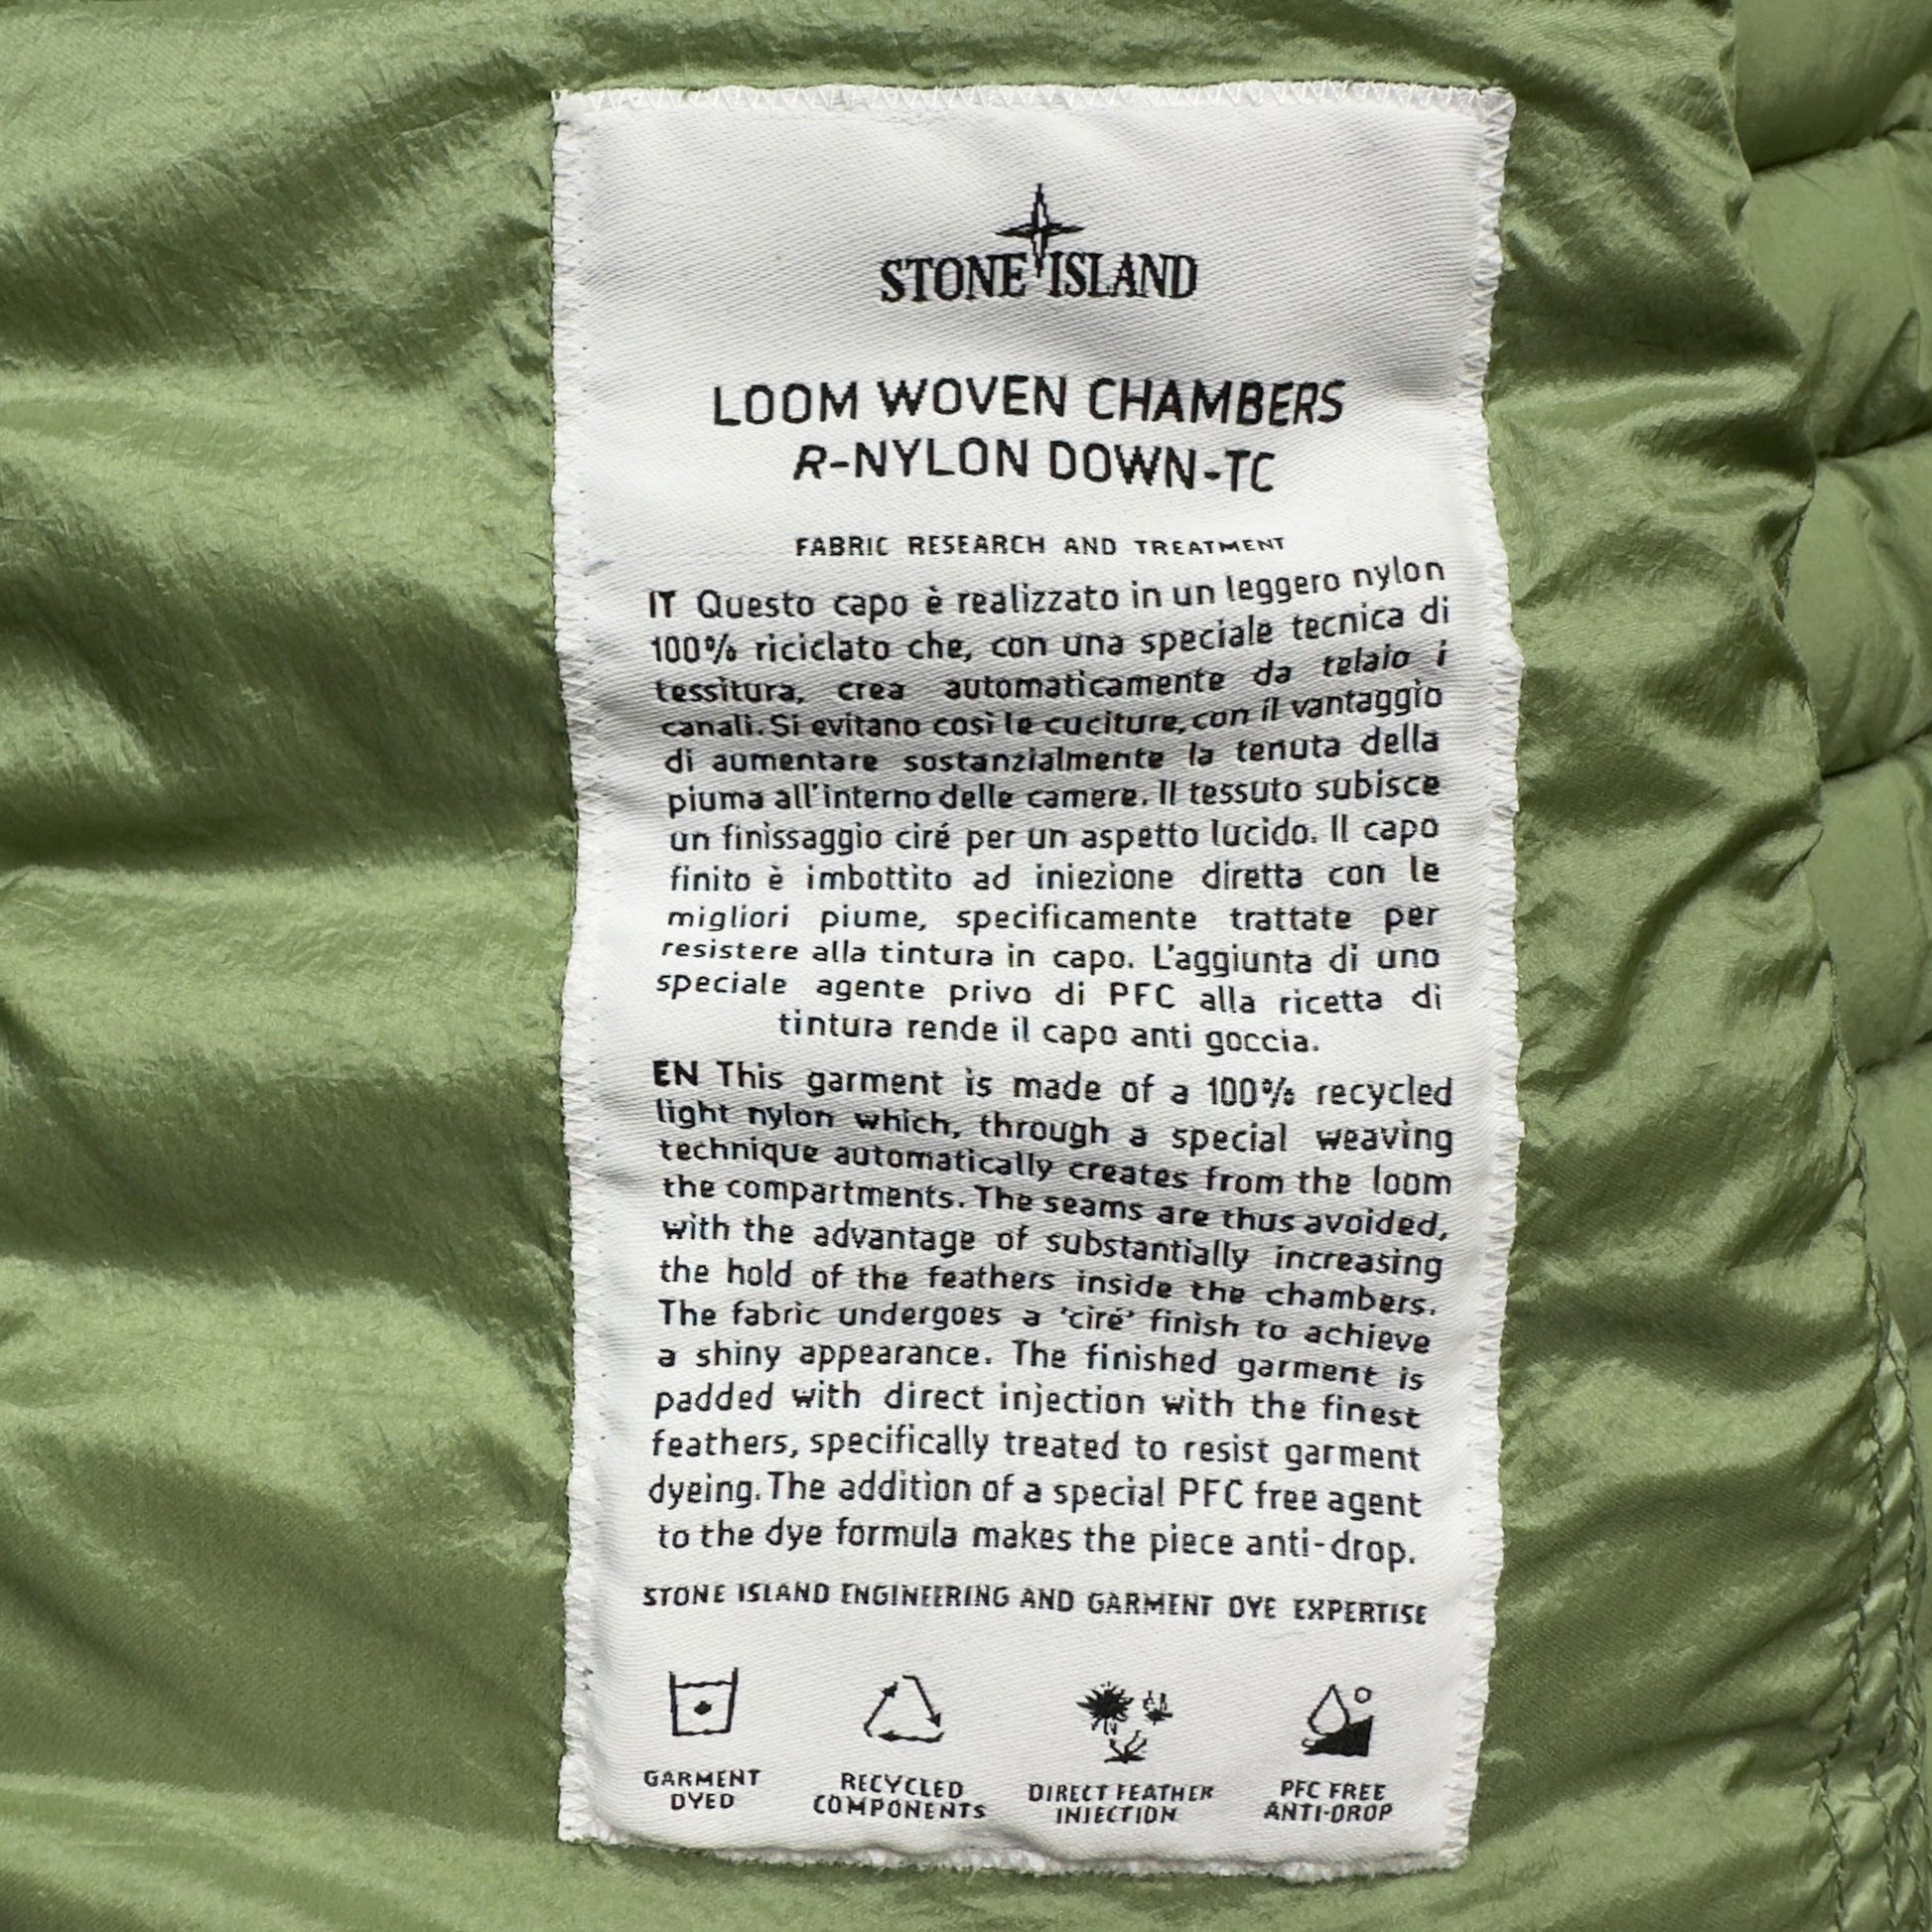 STONE ISLAND
LOOM WOVEN CHAMBERS
R-NYLON DOWN-TC
FABRIC RESEARCH AND TREATMENT
IT Questo capo è realizzato in un leggero nylon
100% riciclato che, con una speciale tecnica di
tessitura, crea automaticamente da telaio i
canali. Si evitano così le cuciture, con il vantaggio
di aumentare sostanzialmente la tenuta della
piuma all'interno delle camere. Il tessuto subisce
un finissaggio ciré per un aspetto lucido. Il capo
finito è imbottito ad iniezione diretta con le
migliori piume, specificamente trattate per
resistere alla tintura in capo. L'aggiunta di uno
speciale agente privo di PFC alla ricetta di
tintura rende il capo anti goccia.
EN This garment is made of a 100% recycled
light nylon which, through a special weaving
technique automatically creates from the loom
the compartments. The seams are thus avoided,
with the advantage of substantially increasing
the hold of the feathers inside the chambers.
The fabric undergoes a 'ciré' finish to achieve
a shiny appearance. The finished garment is
padded with direct injection with the finest
feathers, specifically treated to resist garment
dyeing. The addition of a special PFC free agent
to the dye formula makes the piece anti-drop.
STONE ISLAND ENGINEERING AND GARMENT DYE EXPERTISE
GARMENT
DYED
RECYCLED
COMPONENTS
DIRECT FEATHER
INJECTION
PFC FREE
ANTI-DROP